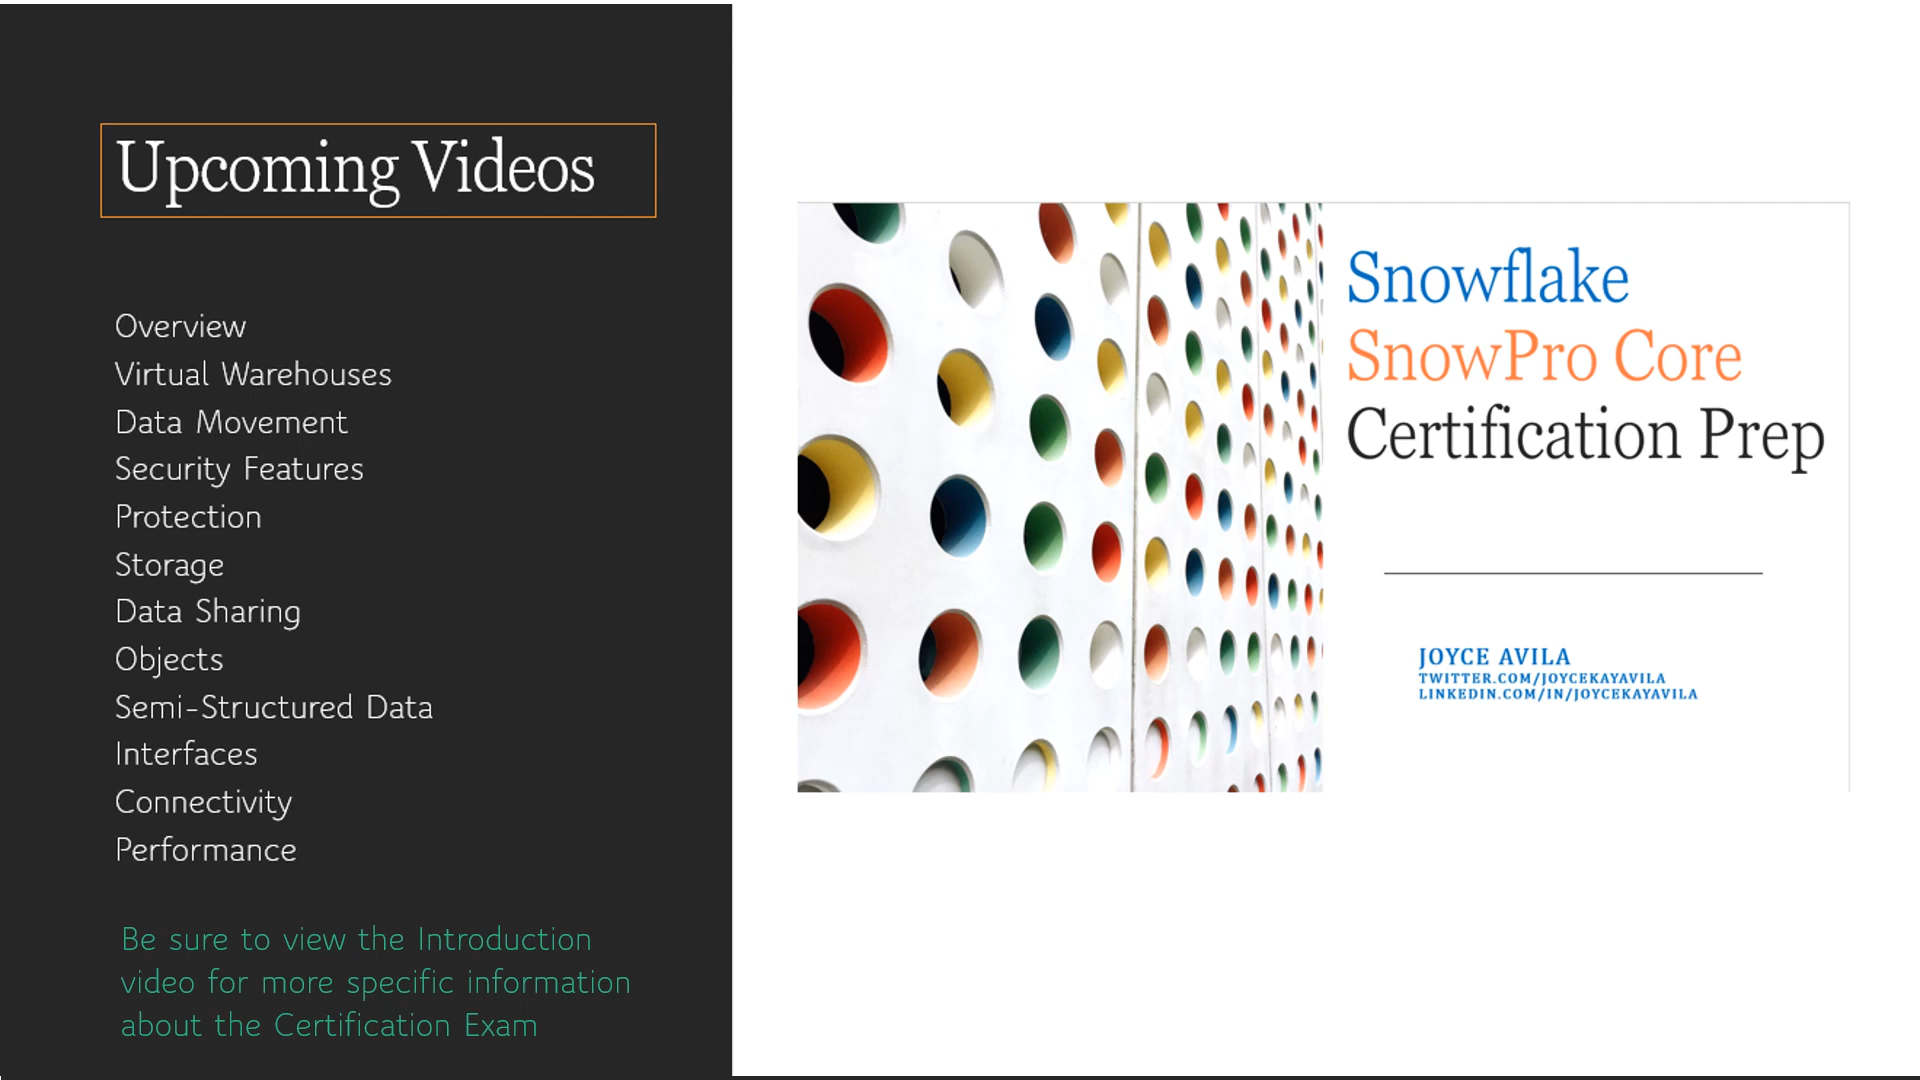 Upcoming Videos
Overview
Virtual Warehouses
Data Movement
Security Features
Protection
Storage
Data Sharing
Objects
Semi-Structured Data
Interfaces
Connectivity
Performance
Be sure to view the Introduction
video for more specific information
about the Certification Exam
Snowflake
SnowPro Core
Certification Prep
JOYCE AVILA
TWITTER.COM/JOYCEKAYAVILA
LINKEDIN.COM/IN/JOYCEKAYAVILA